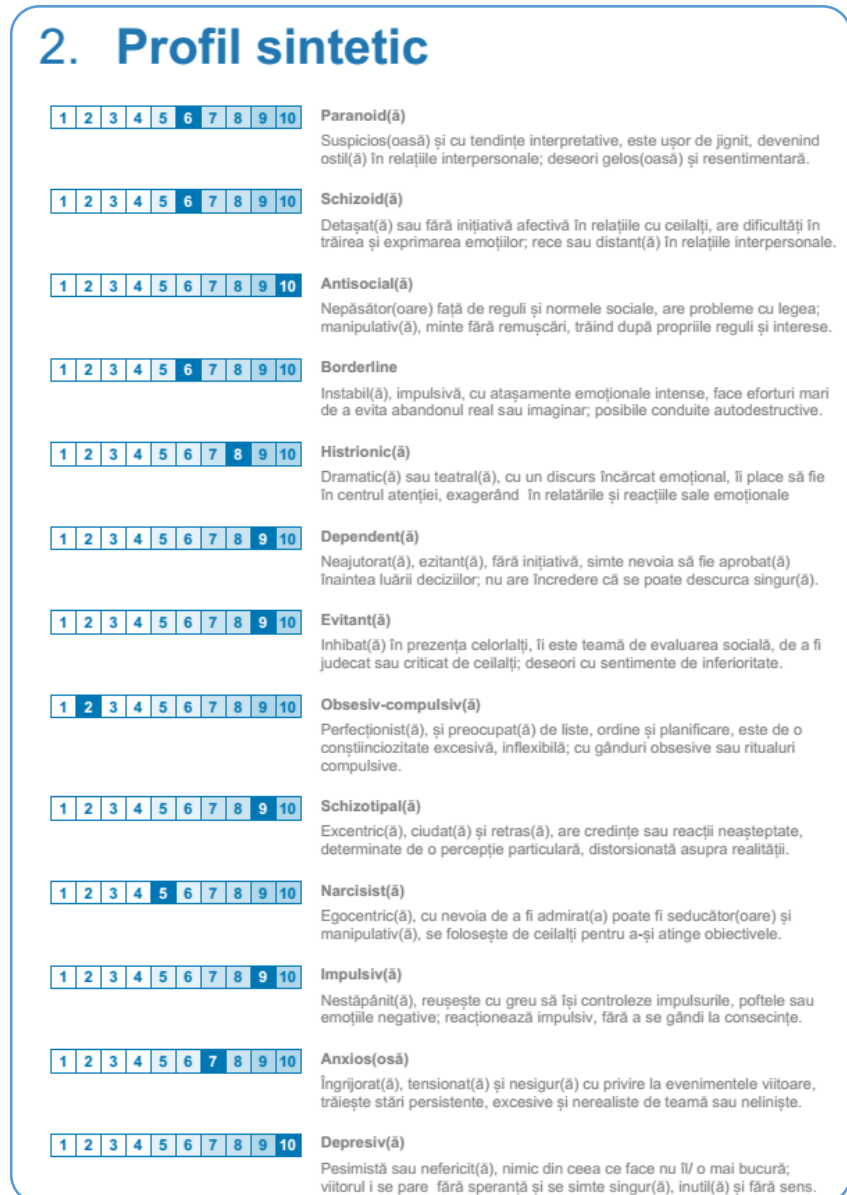 2. Profil sintetic
1 2 3 4 5 6 7 8 9 10 Paranoid(ă)
Suspicios(oasă) și cu tendințe interpretative, este ușor de jignit, devenind
ostil(ă) în relațiile interpersonale; deseori gelos(oasă) și resentimentară.
1 2 3 4 5 6 7 8 9 10 Schizoid(ă)
Detașat(ă) sau fără inițiativă afectivă în relațiile cu ceilalți, are dificultăți în
trăirea și exprimarea emoțiilor; rece sau distant(ă) în relațiile interpersonale.
1 2 3 4 5 6 7 8 9 10 Antisocial(ă)
Nepăsător(oare) față de reguli și normele sociale, are probleme cu legea;
manipulativ(ă), minte fără remușcări, trăind după propriile reguli și interese.
1 2 3 4 5 6 7 8 9 10 Borderline
Instabil(ă), impulsivă, cu atașamente emoționale intense, face eforturi mari
de a evita abandonul real sau imaginar; posibile conduite autodestructive.
1 2 3 4 5 6 7 8 9 10 Histrionic(ă)
Dramatic(ă) sau teatral(ă), cu un discurs încărcat emoțional, îi place să fie
în centrul atenției, exagerând în relatările și reacțiile sale emoționale
1 2 3 4 5 6 7 8 9 10 Dependent(ă)
Neajutorat(ă), ezitant(ă), fără inițiativă, simte nevoia să fie aprobat(ă)
înaintea luării deciziilor; nu are încredere că se poate descurca singur(ă).
1 2 3 4 5 6 7 8 9 10 Evitant(ă)
Inhibat(ă) în prezența celorlalți, îi este teamă de evaluarea socială, de a fi
judecat sau criticat de ceilalți; deseori cu sentimente de inferioritate.
1 2 3 4 5 6 7 8 9 10 Obsesiv-compulsiv(ă)
Perfecționist(ă), și preocupat(ă) de liste, ordine și planificare, este de o
conștiinciozitate excesivă, inflexibilă; cu gânduri obsesive sau ritualuri
compulsive.
1 2 3 4 5 6 7 8 9 10 Schizotipal(ă)
Excentric(ă), ciudat(ă) și retras(ă), are credințe sau reacții neașteptate,
determinate de o percepție particulară, distorsionată asupra realității.
1 2 3 4 5 6 7 8 9 10 Narcisist(ă)
Egocentric(ă), cu nevoia de a fi admirat(a) poate fi seducător(oare) și
manipulativ(ă), se folosește de ceilalți pentru a-și atinge obiectivele.
1 2 3 4 5 6 7 8 9 10 Impulsiv(ă)
Nestăpânit(ă), reușește cu greu să își controleze impulsurile, poftele sau
emoțiile negative; reacționează impulsiv, fără a se gândi la consecințe.
1 2 3 4 5 6 7 8 9 10 Anxios(osă)
Îngrijorat(ă), tensionat(ă) și nesigur(ă) cu privire la evenimentele viitoare,
trăiește stări persistente, excesive și nerealiste de teamă sau neliniște.
1 2 3 4 5 6 7 8 9 10 Depresiv(ă)
Pesimistă sau nefericit(ă), nimic din ceea ce face nu îl/ o mai bucură;
viitorul i se pare fără speranță și se simte singur(ă), inutil(ă) și fără sens.